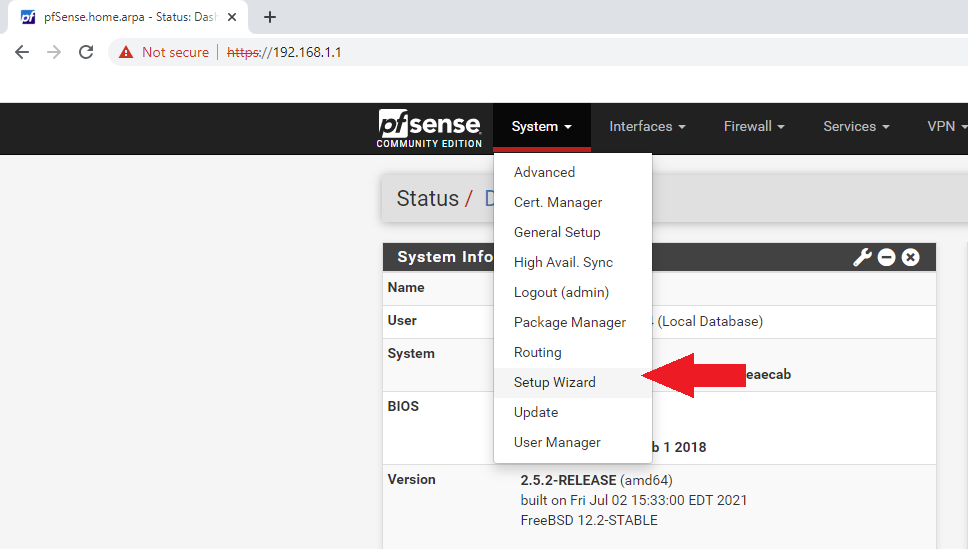 pfSense.home.arpa - Status: Das
Not secure
https://192.168.1.1
pfsense
COMMUNITY EDITION
System
Interfaces
Firewall
Services
VPN
Advanced
Cert. Manager
General Setup
High Avail. Sync
Logout (admin)
Package Manager
Routing
Setup Wizard
Update
User Manager
Status / D
System Info
Name
User
(Local Database)
System
eaecab
BIOS
b 1 2018
Version
2.5.2-RELEASE (amd64)
built on Fri Jul 02 15:33:00 EDT 2021
FreeBSD 12.2-STABLE